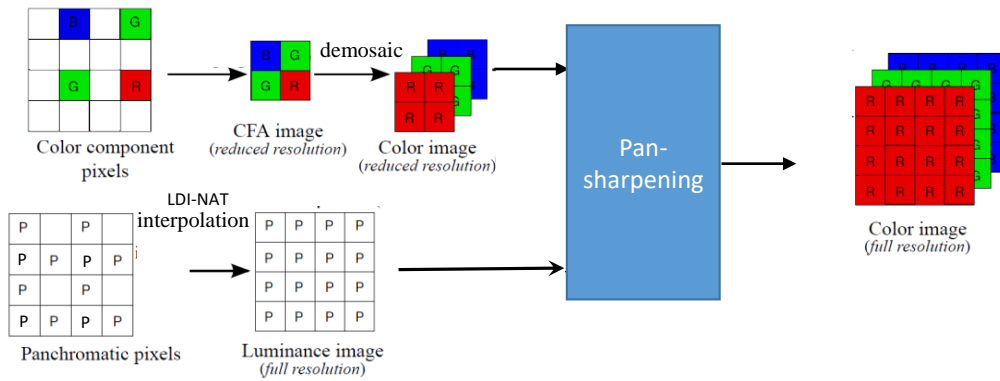 B G
G R
Color component
pixels
B G
G R
CFA image
(reduced resolution)
demosaic
G G
R R
R R
Color image
(reduced resolution)
Pan-
sharpening
G G G G
R R R R
R R R R
R R R R
R R R R
Color image
(full resolution)
LDI-NAT
interpolation
P P
P P P P
P P
P P P P
Panchromatic pixels
P P P P
P P P P
P P P P
P P P P
Luminance image
(full resolution)